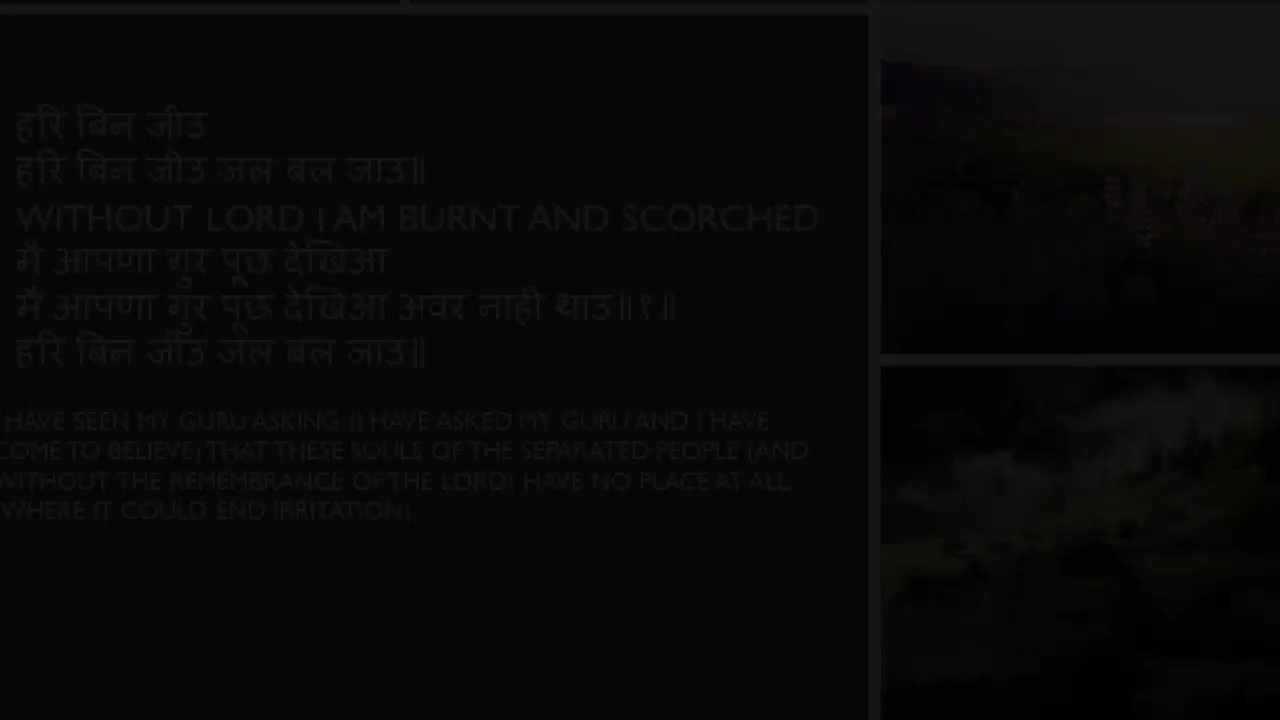 हरि बिन जीउ
हरि बिन जीउ जल बल जाउ॥
WITHOUT LORD I AM BURNT AND SCORCHED
मै आपणा गुर पूछ देखिआ
मै आपणा गुर पूछ देखिआ अवर नाही थाउ॥१॥
हरि बिन जीउ जल बल जाउ॥
HAVE SEEN MY GURU ASKING (I HAVE ASKED MY GURU AND I HAVE
COME TO BELIEVE) THAT THESE SOULS OF THE SEPARATED PEOPLE (AND
WITHOUT THE REMEMBRANCE OF THE LORD) HAVE NO PLACE AT ALL
WHERE IT COULD END IRRITATION).